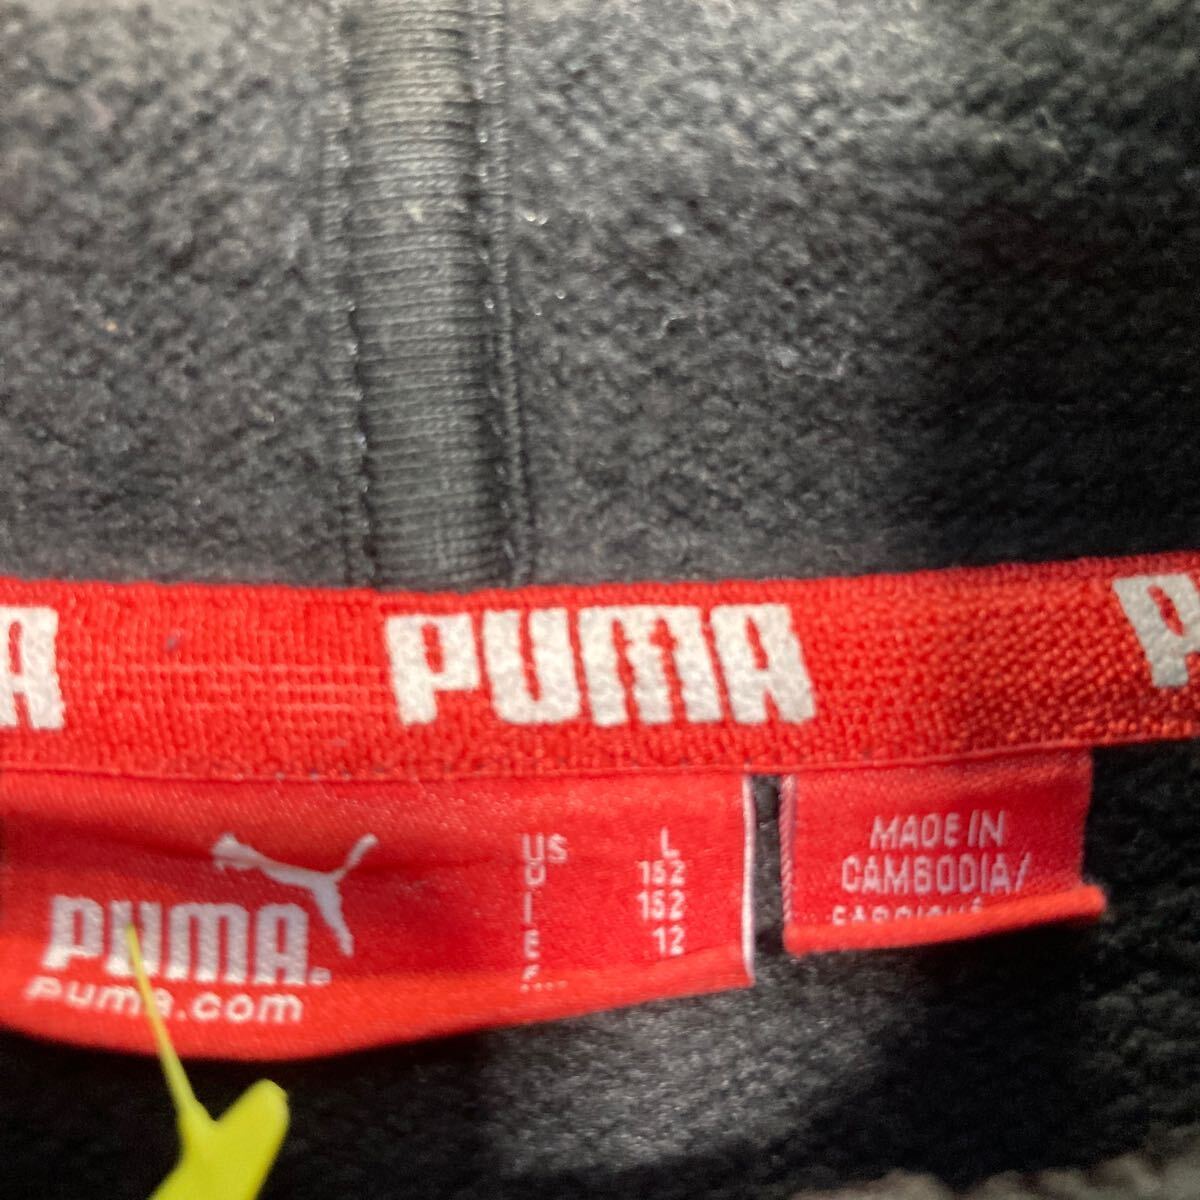 PUMA
PUMA
puma.com
US L
U 152
I 152
E 12
MADE IN
CAMBODIA/